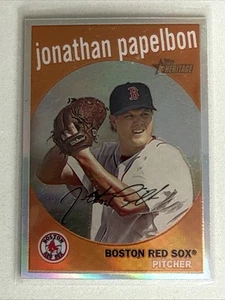 jonathan papelbon
Topps
HERITAGE
B
BOSTON RED SOX®
PITCHER